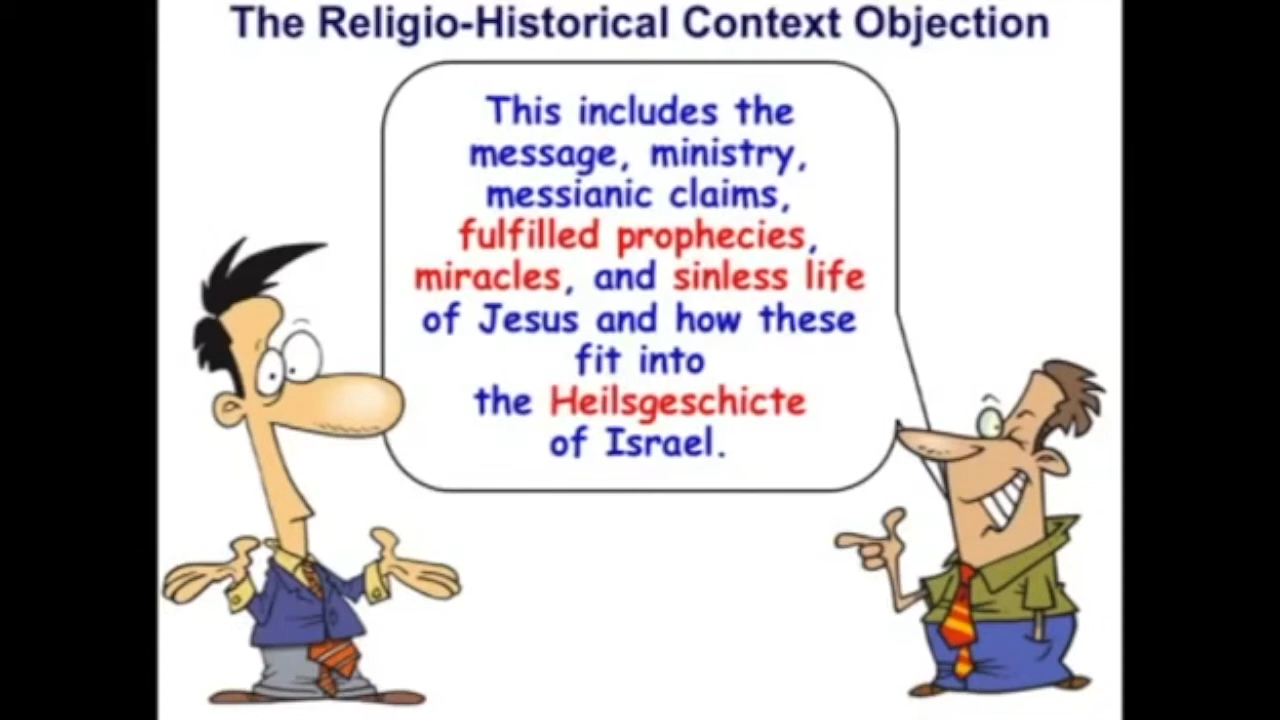 The Religio-Historical Context Objection
This includes the
message, ministry,
messianic claims,
fulfilled prophecies,
miracles, and sinless life
of Jesus and how these
fit into
the Heilsgeschicte
of Israel.